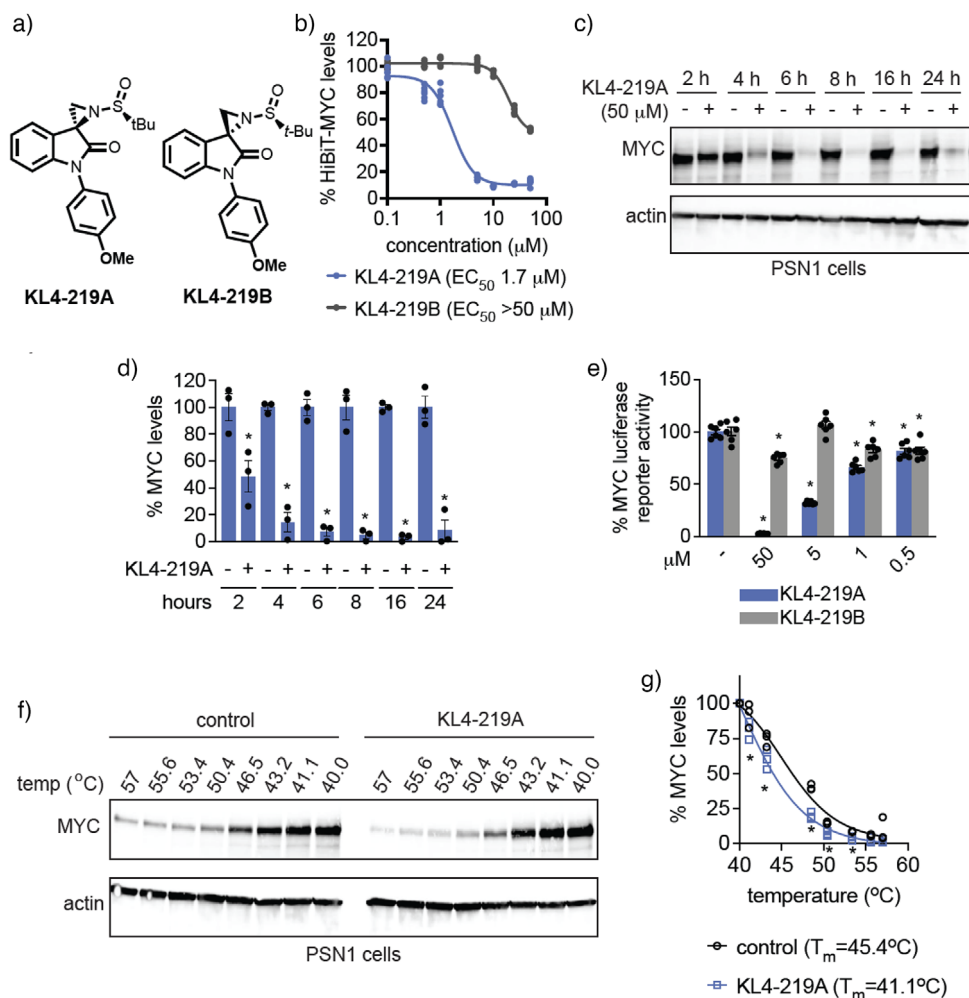 a)
N
S
O
t-Bu
O
N
OMe
KL4-219A
N
S
O
t-Bu
O
N
OMe
KL4-219B
b)
% HiBiT-MYC levels
120
100
80
60
40
20
0
0.1 1 10 100
concentration (μM)
KL4-219A (EC50 1.7 μM)
KL4-219B (EC50 >50 μM)
c)
2 h 4 h 6 h 8 h 16 h 24 h
KL4-219A
(50 μM) - + - + - + - + - + - +
MYC
actin
PSN1 cells
d)
% MYC levels
120
100
80
60
40
20
0
* * * * * *
KL4-219A - + - + - + - + - + - +
hours 2 4 6 8 16 24
e)
% MYC luciferase
reporter activity
100
50
0
* * * * * * *
μM - 50 5 1 0.5
KL4-219A
KL4-219B
f)
control KL4-219A
temp (ºC) 57 55.6 53.4 50.4 46.5 43.2 41.1 40.0 57 55.6 53.4 50.4 46.5 43.2 41.1 40.0
MYC
actin
PSN1 cells
g)
% MYC levels
100
75
50
25
0
* * * * *
40 45 50 55 60
temperature (ºC)
control (Tm=45.4ºC)
KL4-219A (Tm=41.1ºC)